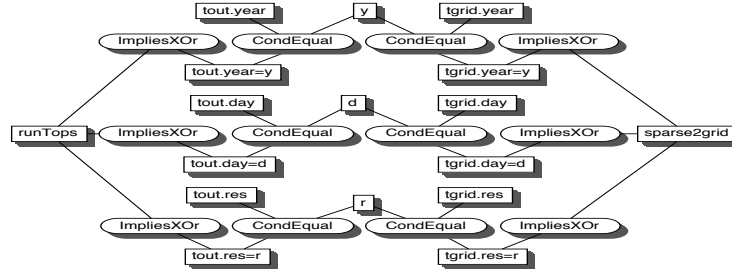 tout.year y tgrid.year
ImpliesXOr CondEqual CondEqual ImpliesXOr
tout.year=y tgrid.year=y
tout.day d tgrid.day
runTops ImpliesXOr CondEqual CondEqual ImpliesXOr sparse2grid
tout.day=d tgrid.day=d
tout.res r tgrid.res
ImpliesXOr CondEqual CondEqual ImpliesXOr
tout.res=r tgrid.res=r